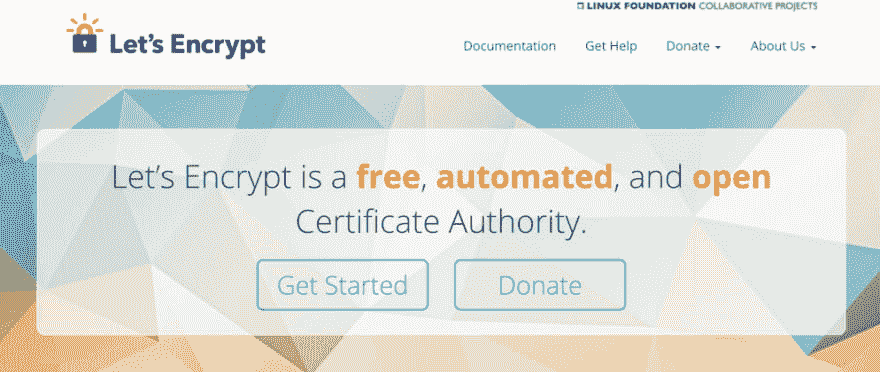 LINUX FOUNDATION COLLABORATIVE PROJECTS
Let's Encrypt
Documentation Get Help Donate About Us
Let's Encrypt is a free, automated, and open
Certificate Authority.
Get Started Donate